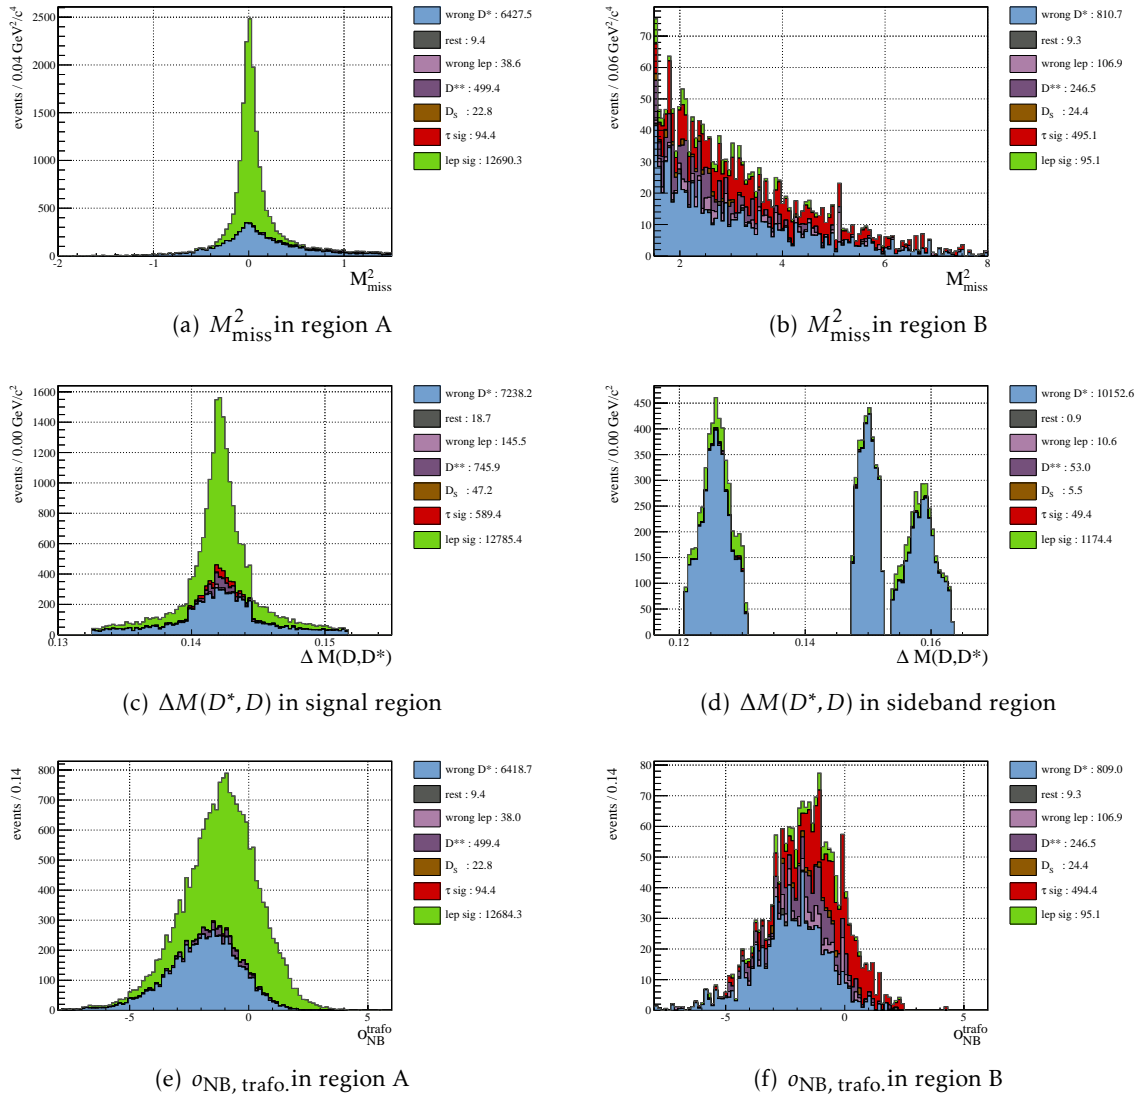 events / 0.04 GeV²/c⁴
2500
2000
1500
1000
500
0
-2 -1 0 1
M²miss
wrong D* : 6427.5
rest : 9.4
wrong lep : 38.6
D** : 499.4
Ds : 22.8
τ sig : 94.4
lep sig : 12690.3
(a) M²miss in region A
events / 0.06 GeV²/c⁴
70
60
50
40
30
20
10
0
2 4 6 8
M²miss
wrong D* : 810.7
rest : 9.3
wrong lep : 106.9
D** : 246.5
Ds : 24.4
τ sig : 495.1
lep sig : 95.1
(b) M²miss in region B
events / 0.00 GeV/c²
1600
1400
1200
1000
800
600
400
200
0
0.13 0.14 0.15
Δ M(D,D*)
wrong D* : 7238.2
rest : 18.7
wrong lep : 145.5
D** : 745.9
Ds : 47.2
τ sig : 589.4
lep sig : 12785.4
(c) ΔM(D*, D) in signal region
events / 0.00 GeV/c²
450
400
350
300
250
200
150
100
50
0
0.12 0.14 0.16
Δ M(D,D*)
wrong D* : 10152.6
rest : 0.9
wrong lep : 10.6
D** : 53.0
Ds : 5.5
τ sig : 49.4
lep sig : 1174.4
(d) ΔM(D*, D) in sideband region
events / 0.14
800
700
600
500
400
300
200
100
0
-5 0 5
o trafo NB
wrong D* : 6418.7
rest : 9.4
wrong lep : 38.0
D** : 499.4
Ds : 22.8
τ sig : 94.4
lep sig : 12684.3
(e) oNB, trafo. in region A
events / 0.14
80
70
60
50
40
30
20
10
0
-5 0 5
o trafo NB
wrong D* : 809.0
rest : 9.3
wrong lep : 106.9
D** : 246.5
Ds : 24.4
τ sig : 494.4
lep sig : 95.1
(f) oNB, trafo. in region B